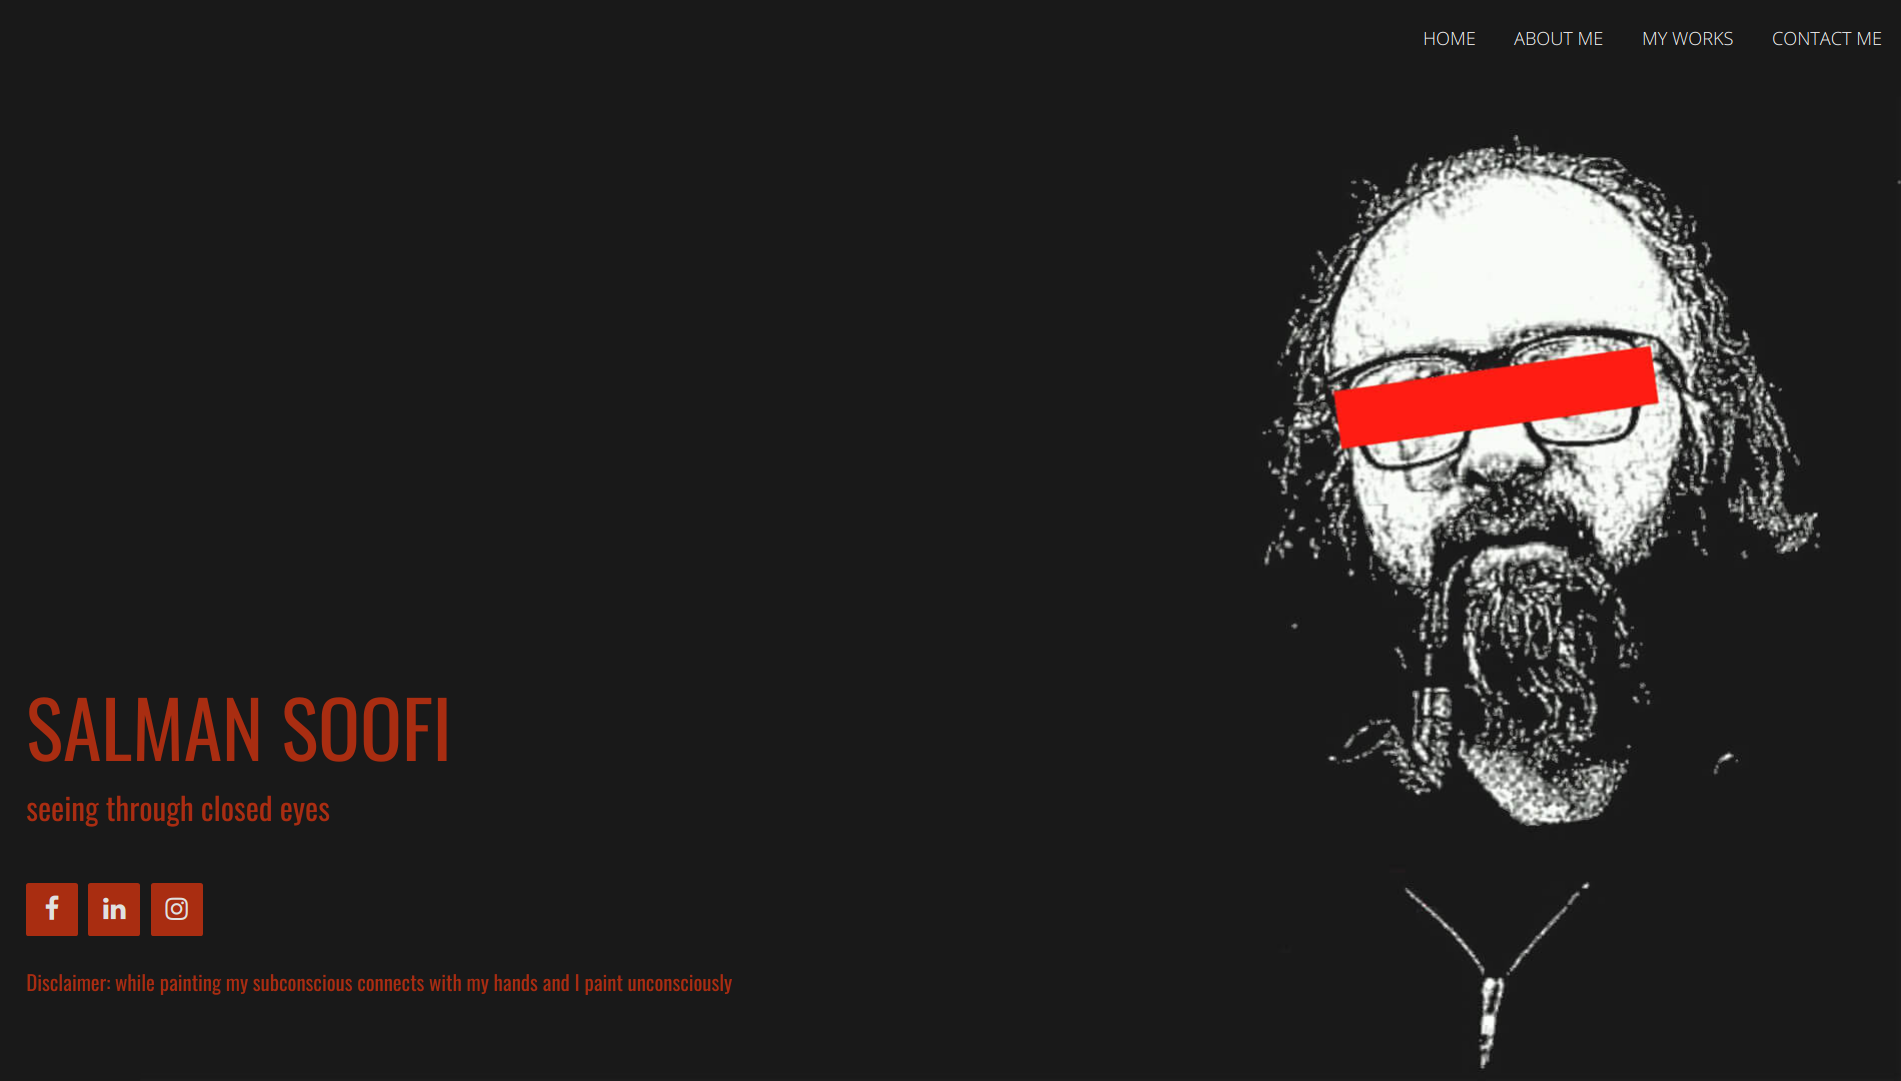 HOME ABOUT ME MY WORKS CONTACT ME
SALMAN SOOFI
seeing through closed eyes
f in
Disclaimer: while painting my subconscious connects with my hands and I paint unconsciously